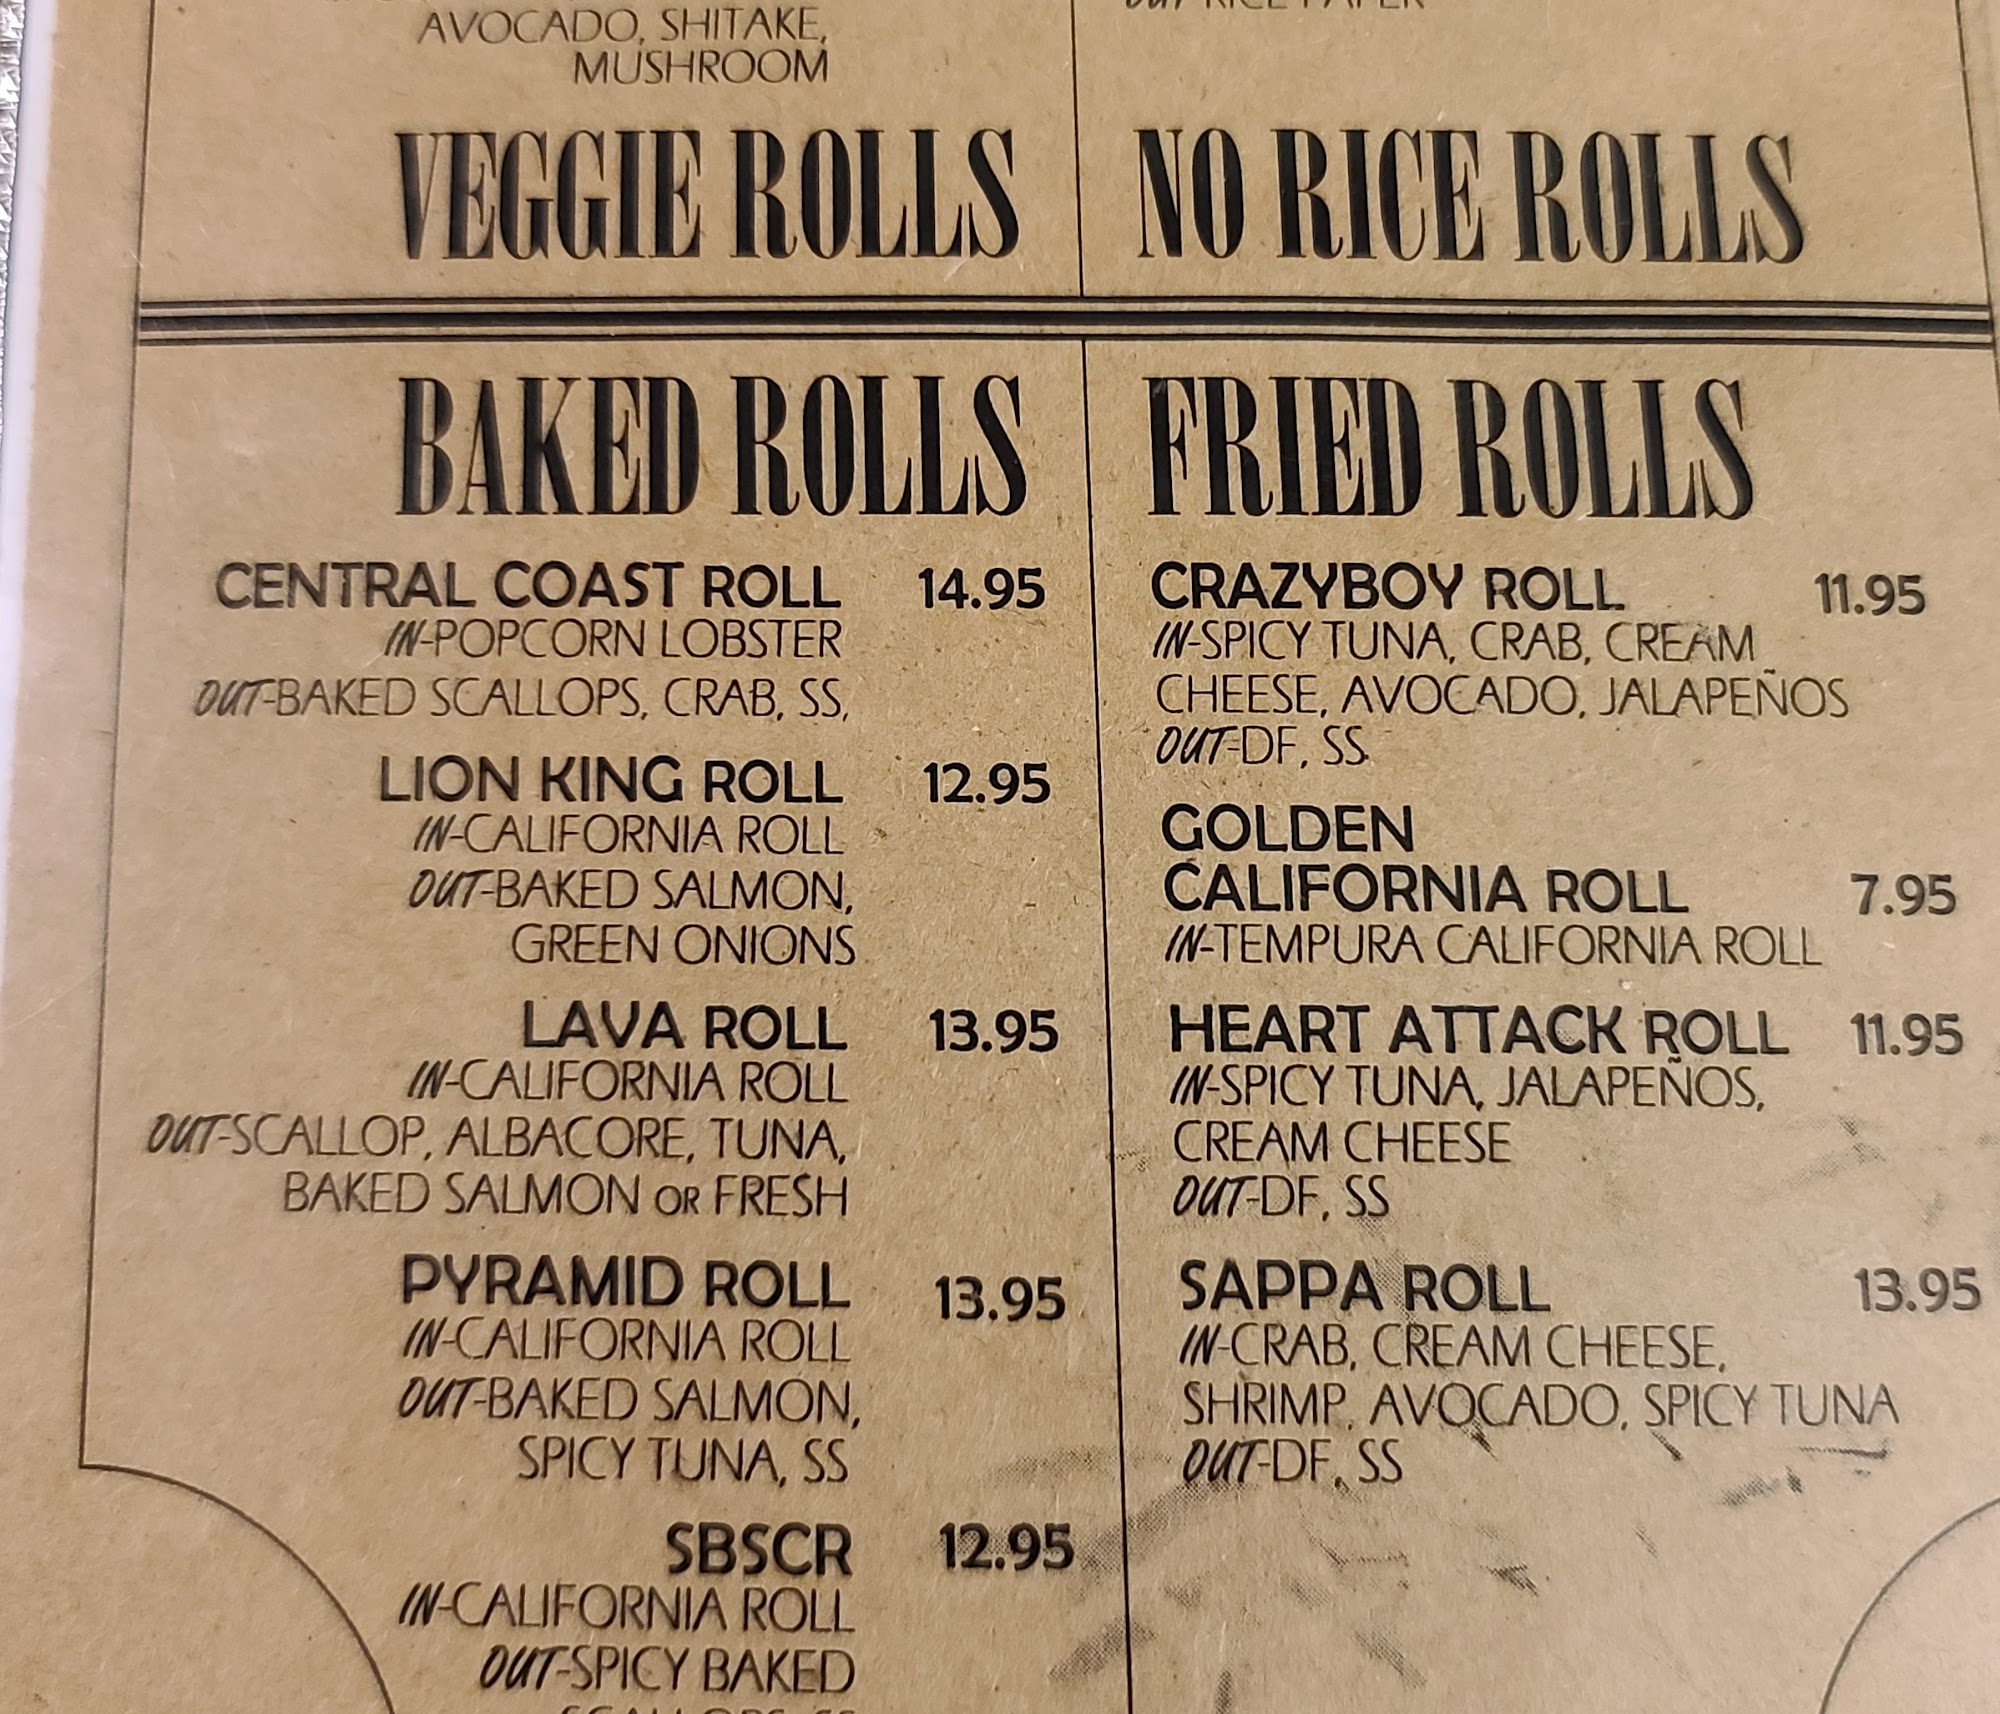 AVOCADO, SHITAKE,
MUSHROOM
VEGGIE ROLLS
BAKED ROLLS
CENTRAL COAST ROLL 14.95
IN-POPCORN LOBSTER
OUT-BAKED SCALLOPS, CRAB, SS,
LION KING ROLL 12.95
IN-CALIFORNIA ROLL
OUT-BAKED SALMON,
GREEN ONIONS
LAVA ROLL 13.95
IN-CALIFORNIA ROLL
OUT-SCALLOP, ALBACORE, TUNA,
BAKED SALMON OR FRESH
PYRAMID ROLL 13.95
IN-CALIFORNIA ROLL
OUT-BAKED SALMON,
SPICY TUNA, SS
SBSCR 12.95
IN-CALIFORNIA ROLL
OUT-SPICY BAKED
SCALLOPS, SS
OUT-RICE PAPER
NO RICE ROLLS
FRIED ROLLS
CRAZYBOY ROLL 11.95
IN-SPICY TUNA, CRAB, CREAM
CHEESE, AVOCADO, JALAPEÑOS
OUT-DF, SS
GOLDEN
CALIFORNIA ROLL 7.95
IN-TEMPURA CALIFORNIA ROLL
HEART ATTACK ROLL 11.95
IN-SPICY TUNA, JALAPEÑOS,
CREAM CHEESE
OUT-DF, SS
SAPPA ROLL 13.95
IN-CRAB, CREAM CHEESE,
SHRIMP, AVOCADO, SPICY TUNA
OUT-DF, SS